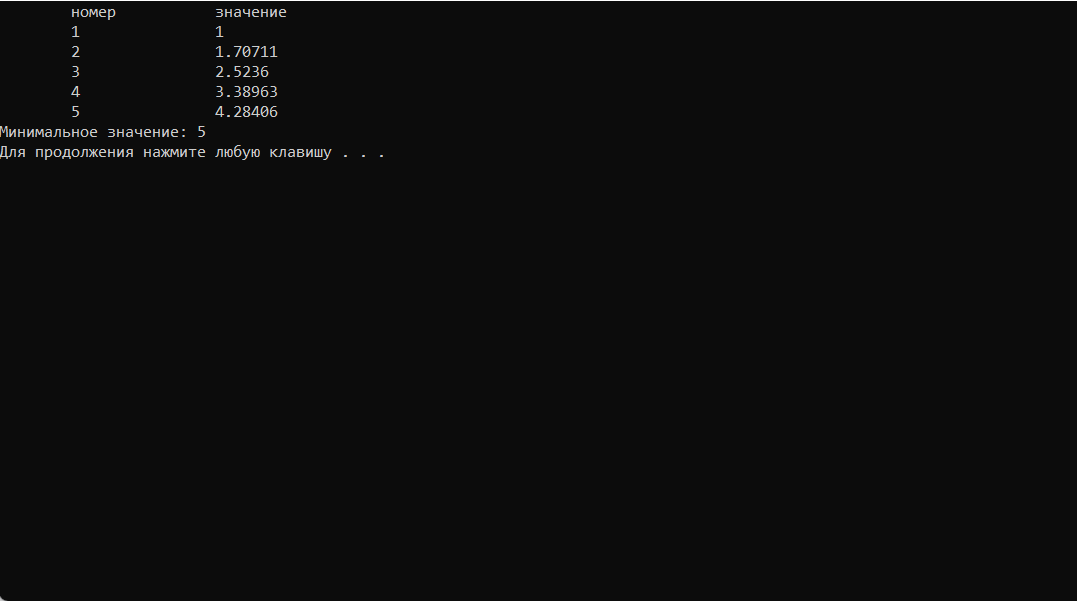 номер значение
1 1
2 1.70711
3 2.5236
4 3.38963
5 4.28406
Минимальное значение: 5
Для продолжения нажмите любую клавишу . . .